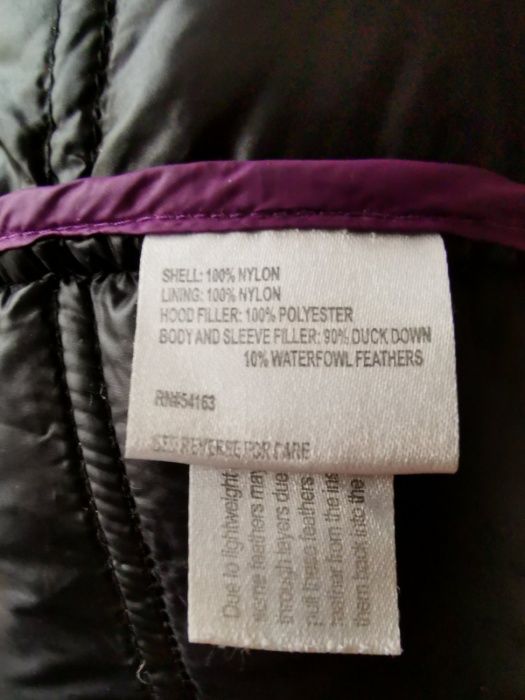 SHELL: 100% NYLON
LINING: 100% NYLON
HOOD FILLER: 100% POLYESTER
BODY AND SLEEVE FILLER: 90% DUCK DOWN
10% WATERFOWL FEATHERS
RN#54163
SEE REVERSE FOR CARE
Due to lightweight
some feathers may
through layers due
Pull these feathers
feather from the ins
them back into the